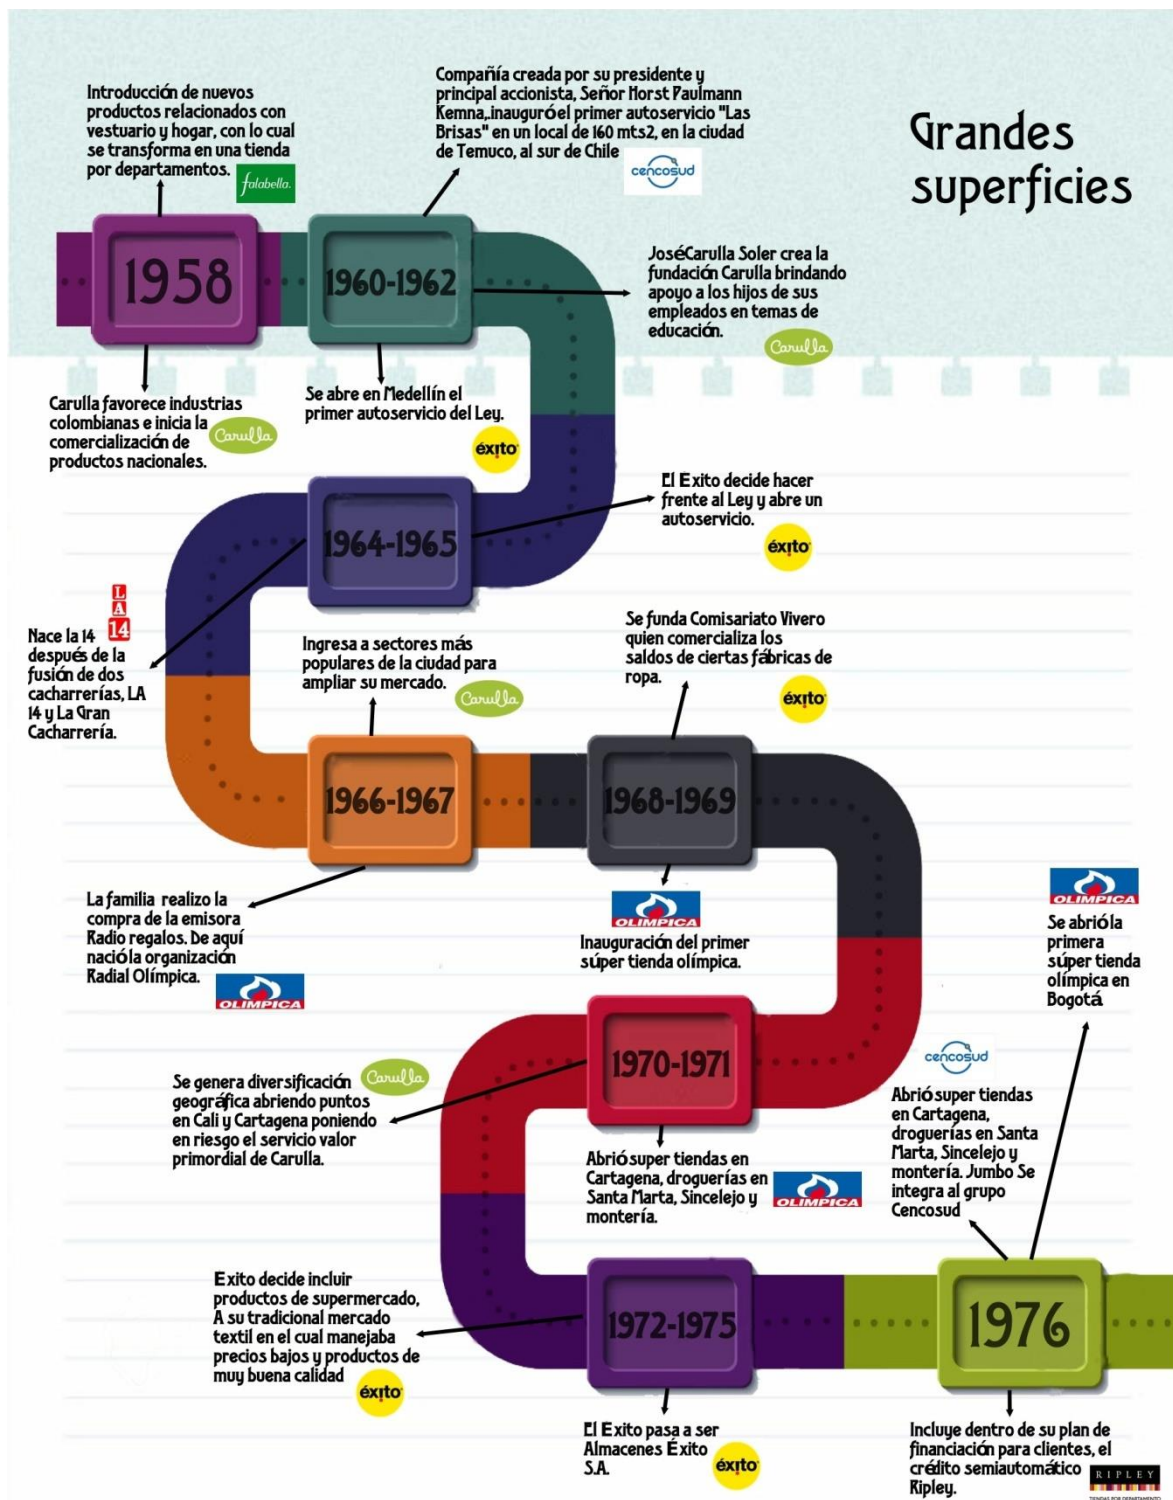 Grandes
superficies
Introducción de nuevos
productos relacionados con
vestuario y hogar, con lo cual
se transforma en una tienda
por departamentos.
falabella.
Compañía creada por su presidente y
principal accionista, Señor Horst Paulmann
Kemna,.inauguró el primer autoservicio "Las
Brisas" en un local de 160 mts2, en la ciudad
de Temuco, al sur de Chile
cencosud
1958
1960-1962
José Carulla Soler crea la
fundación Carulla brindando
apoyo a los hijos de sus
empleados en temas de
educación.
Carulla
Carulla favorece industrias
colombianas e inicia la
comercialización de
productos nacionales.
Carulla
Se abre en Medellín el
primer autoservicio del Ley.
éxito
1964-1965
El Exito decide hacer
frente al Ley y abre un
autoservicio.
éxito
LA
14
Nace la 14
después de la
fusión de dos
cacharrerías, LA
14 y La Gran
Cacharrería.
Ingresa a sectores más
populares de la ciudad para
ampliar su mercado.
Carulla
Se funda Comisariato Vivero
quien comercializa los
saldos de ciertas fábricas de
ropa.
éxito
1966-1967
1968-1969
La familia realizo la
compra de la emisora
Radio regalos. De aquí
nació la organización
Radial Olímpica.
OLIMPICA
OLIMPICA
Inauguración del primer
súper tienda olímpica.
OLIMPICA
Se abrió la
primera
súper tienda
olímpica en
Bogotá
1970-1971
Se genera diversificación
geográfica abriendo puntos
en Cali y Cartagena poniendo
en riesgo el servicio valor
primordial de Carulla.
Carulla
Abrió super tiendas en
Cartagena, droguerías en
Santa Marta, Sincelejo y
montería.
OLIMPICA
cencosud
Abrió super tiendas
en Cartagena,
droguerías en Santa
Marta, Sincelejo y
montería. Jumbo Se
integra al grupo
Cencosud
Exito decide incluir
productos de supermercado,
A su tradicional mercado
textil en el cual manejaba
precios bajos y productos de
muy buena calidad
éxito
1972-1975
1976
El Exito pasa a ser
Almacenes Éxito
S.A.
éxito
Incluye dentro de su plan de
financiación para clientes, el
crédito semiautomático
Ripley.
RIPLEY
TIENDAS POR DEPARTAMENTO